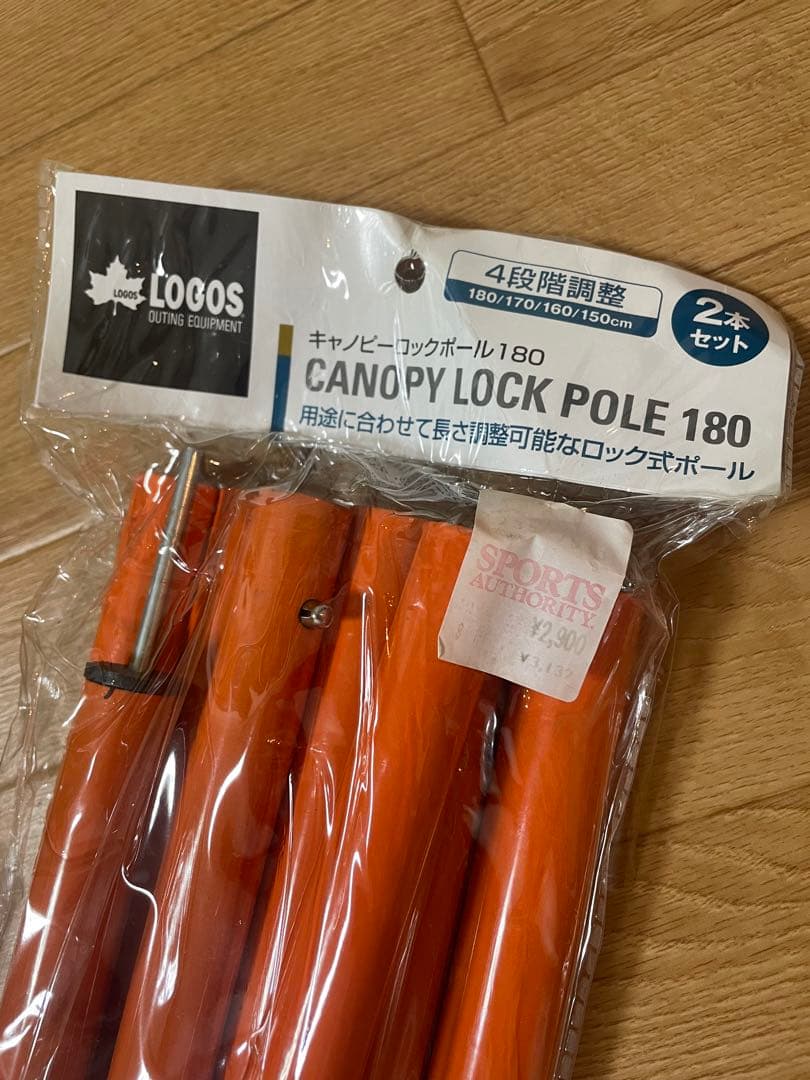 LOGOS
LOGOS
OUTING EQUIPMENT
4段階調整
180/170/160/150cm
2本
セット
キャノピーロックポール180
CANOPY LOCK POLE 180
用途に合わせて長さ調整可能なロック式ポール
SPORTS
AUTHORITY
¥2,900
¥3,132